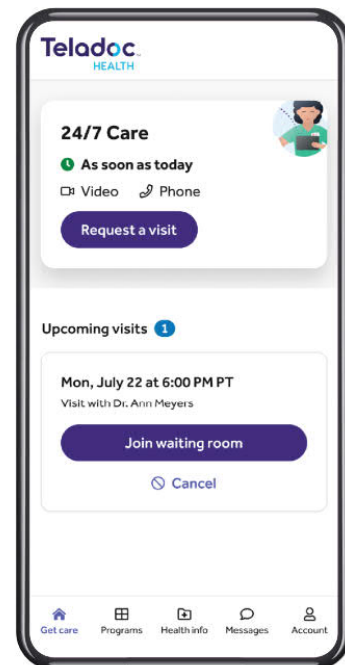 Teladoc
HEALTH
24/7 Care
As soon as today
Video Phone
Request a visit
Upcoming visits 1
Mon, July 22 at 6:00 PM PT
Visit with Dr. Ann Meyers
Join waiting room
Cancel
Get care Programs Health info Messages Account